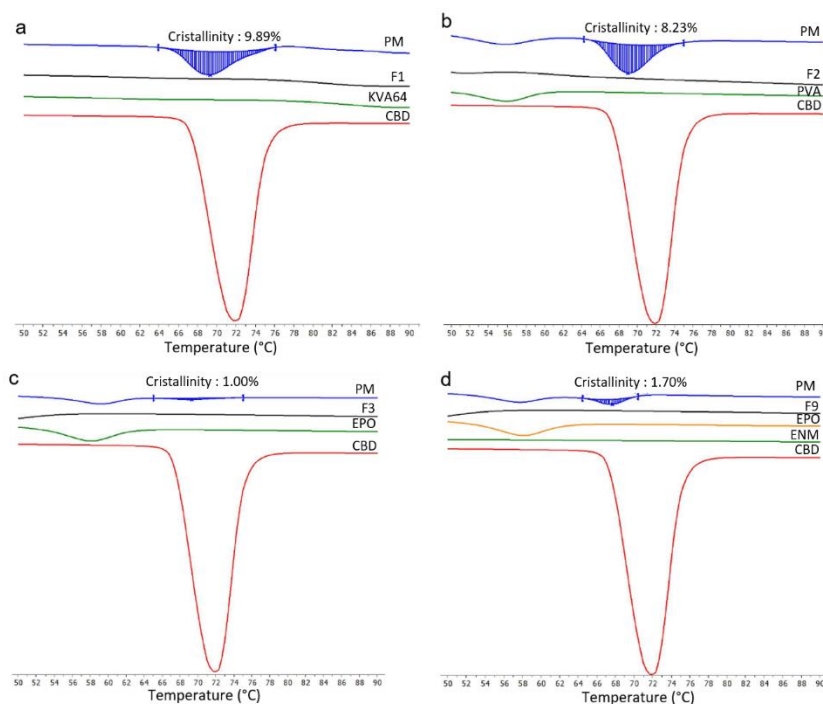 a
Cristallinity : 9.89%
PM
F1
KVA64
CBD
50 52 54 56 58 60 62 64 66 68 70 72 74 76 78 80 82 84 86 88 90
Temperature (°C)
b
Cristallinity : 8.23%
PM
F2
PVA
CBD
50 52 54 56 58 60 62 64 66 68 70 72 74 76 78 80 82 84 86 88 90
Temperature (°C)
c
Cristallinity : 1.00%
PM
F3
EPO
CBD
50 52 54 56 58 60 62 64 66 68 70 72 74 76 78 80 82 84 86 88 90
Temperature (°C)
d
Cristallinity : 1.70%
PM
F9
EPO
ENM
CBD
50 52 54 56 58 60 62 64 66 68 70 72 74 76 78 80 82 84 86 88 90
Temperature (°C)